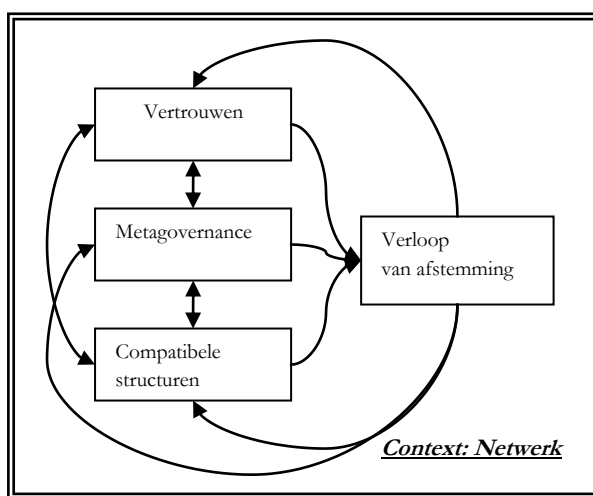 Vertrouwen
Metagovernance
Compatibele
structuren
Verloop
van afstemming
Context: Netwerk